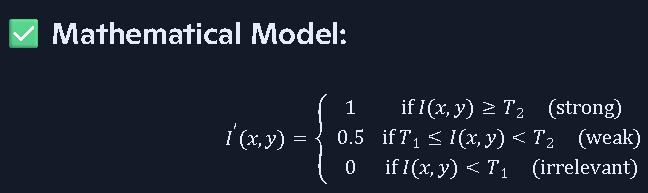 ✅ Mathematical Model:
1 if I(x, y) ≥ T₂ (strong)
I′(x, y) = { 0.5 if T₁ ≤ I(x, y) < T₂ (weak)
0 if I(x, y) < T₁ (irrelevant)